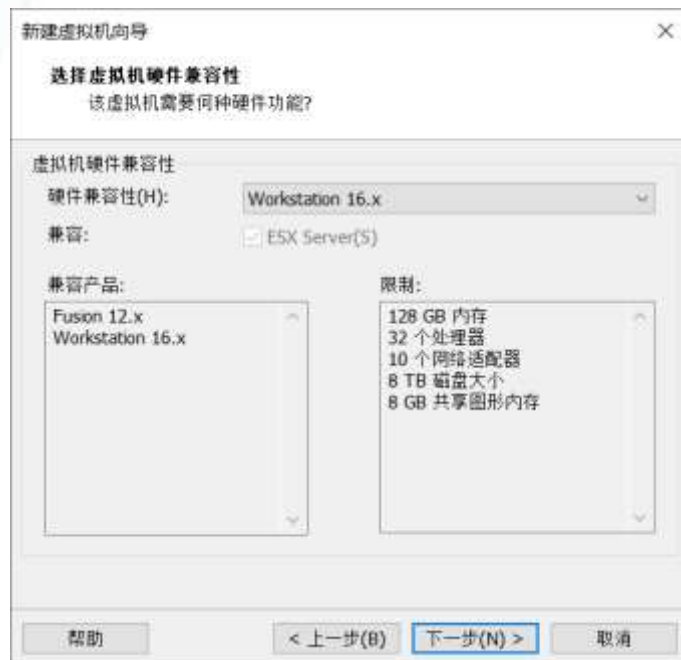 新建虚拟机向导
选择虚拟机硬件兼容性
该虚拟机需要何种硬件功能?
虚拟机硬件兼容性
硬件兼容性(H):
Workstation 16.x
兼容:
ESX Server(S)
兼容产品:
Fusion 12.x
Workstation 16.x
限制:
128 GB 内存
32 个处理器
10 个网络适配器
8 TB 磁盘大小
8 GB 共享图形内存
帮助
< 上一步(B)
下一步(N) >
取消